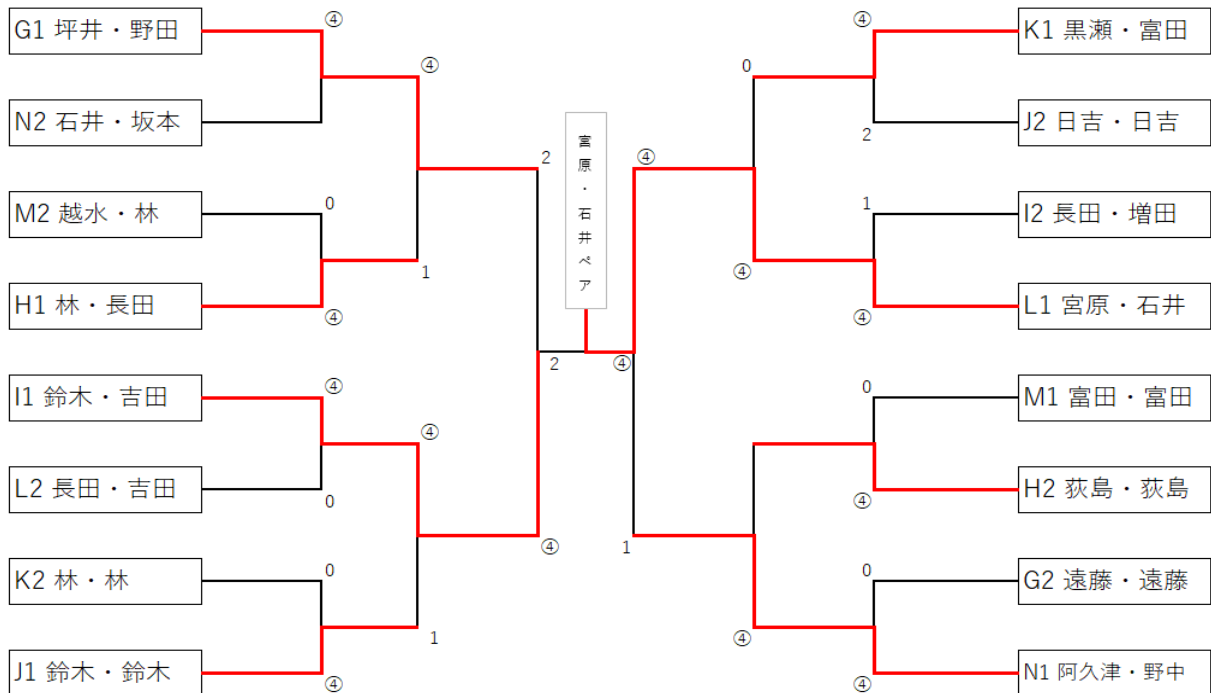 G1 坪井・野田
④
N2 石井・坂本
④
M2 越水・林
0
H1 林・長田
④
1
2
I1 鈴木・吉田
④
L2 長田・吉田
0
④
K2 林・林
0
J1 鈴木・鈴木
④
1
④
2
宮原・石井ペア
④
④
1
K1 黒瀬・富田
④
J2 日吉・日吉
2
0
I2 長田・増田
1
L1 宮原・石井
④
④
M1 富田・富田
0
H2 荻島・荻島
④
G2 遠藤・遠藤
0
N1 阿久津・野中
④
④